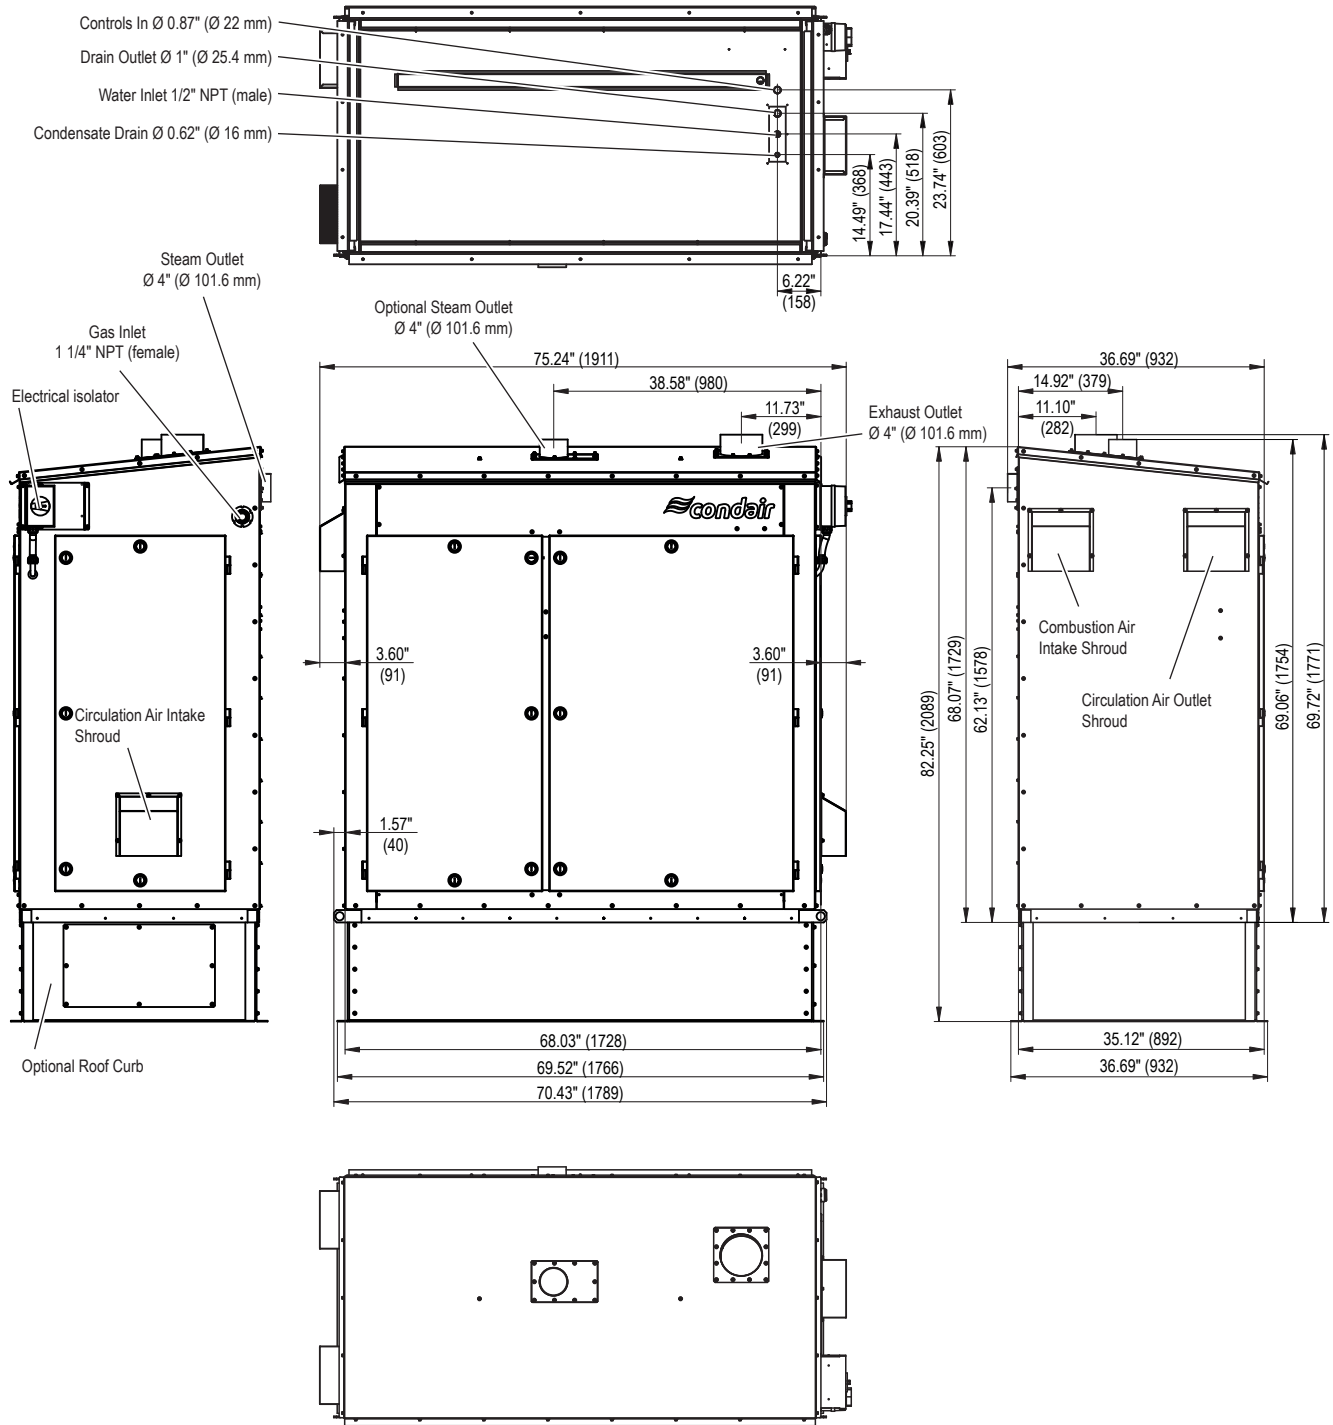 Controls In Ø 0.87" (Ø 22 mm)
Drain Outlet Ø 1" (Ø 25.4 mm)
Water Inlet 1/2" NPT (male)
Condensate Drain Ø 0.62" (Ø 16 mm)
14.49" (368)
17.44" (443)
20.39" (518)
23.74" (603)
6.22"
(158)
Steam Outlet
Ø 4" (Ø 101.6 mm)
Gas Inlet
1 1/4" NPT (female)
Electrical isolator
Circulation Air Intake
Shroud
Optional Roof Curb
Optional Steam Outlet
Ø 4" (Ø 101.6 mm)
75.24" (1911)
38.58" (980)
11.73"
(299)
Exhaust Outlet
Ø 4" (Ø 101.6 mm)
condair
3.60"
(91)
3.60"
(91)
1.57"
(40)
82.25" (2089)
68.07" (1729)
62.13" (1578)
68.03" (1728)
69.52" (1766)
70.43" (1789)
36.69" (932)
14.92" (379)
11.10"
(282)
Combustion Air
Intake Shroud
Circulation Air Outlet
Shroud
69.06" (1754)
69.72" (1771)
35.12" (892)
36.69" (932)